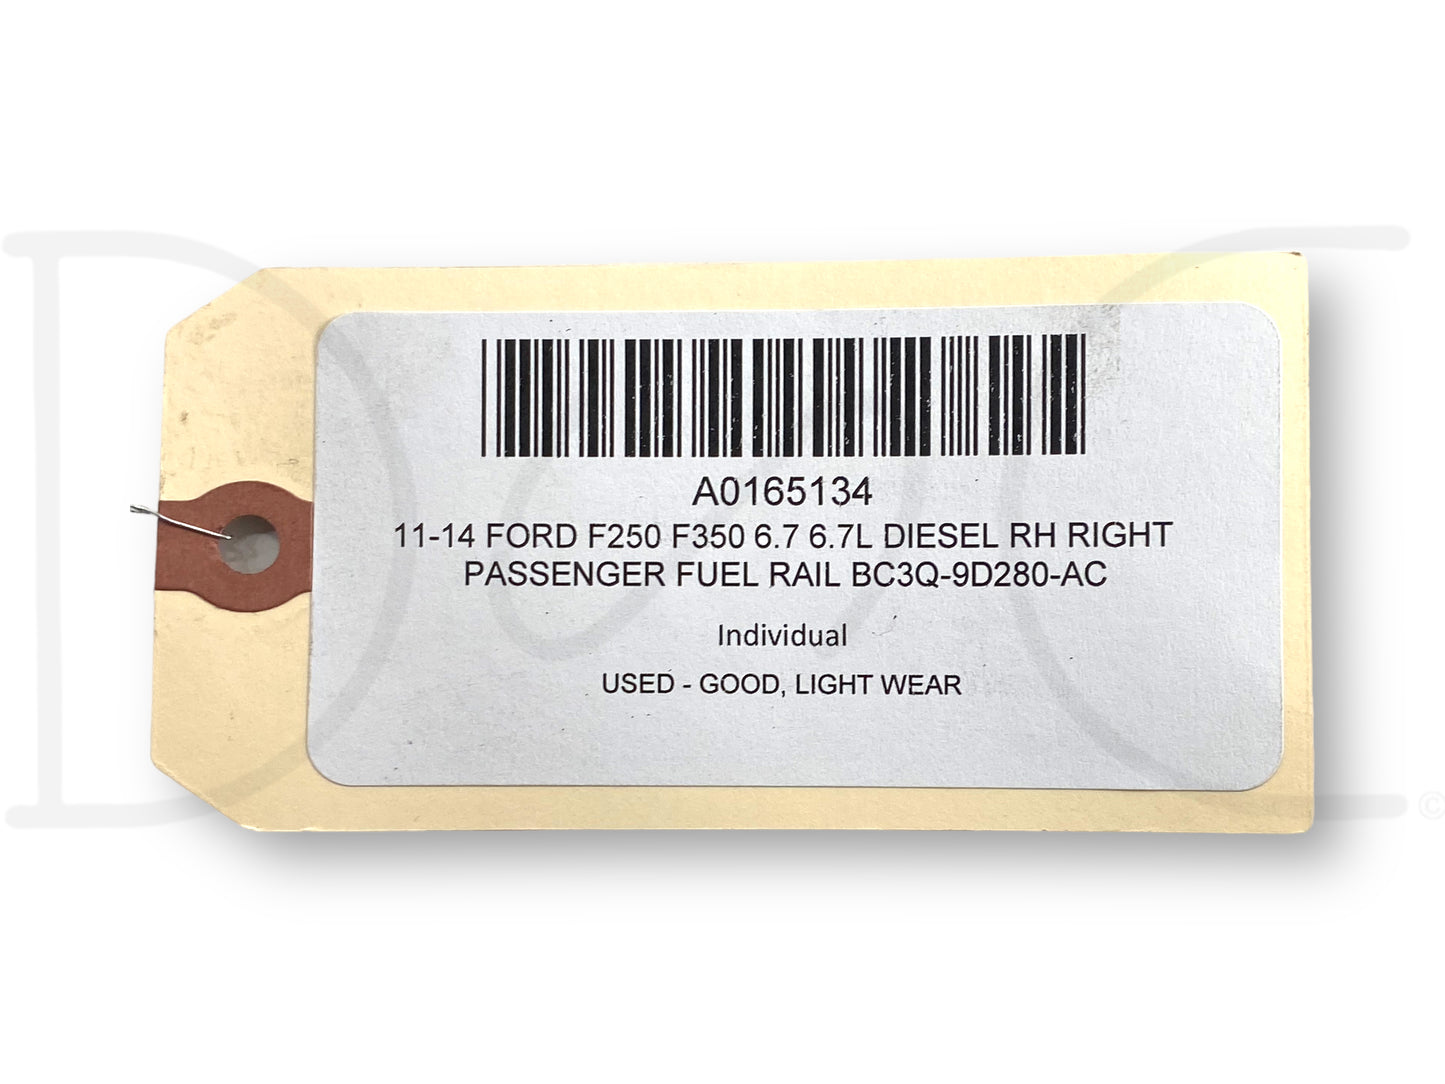 A0165134
11-14 FORD F250 F350 6.7 6.7L DIESEL RH RIGHT
PASSENGER FUEL RAIL BC3Q-9D280-AC
Individual
USED - GOOD, LIGHT WEAR
©